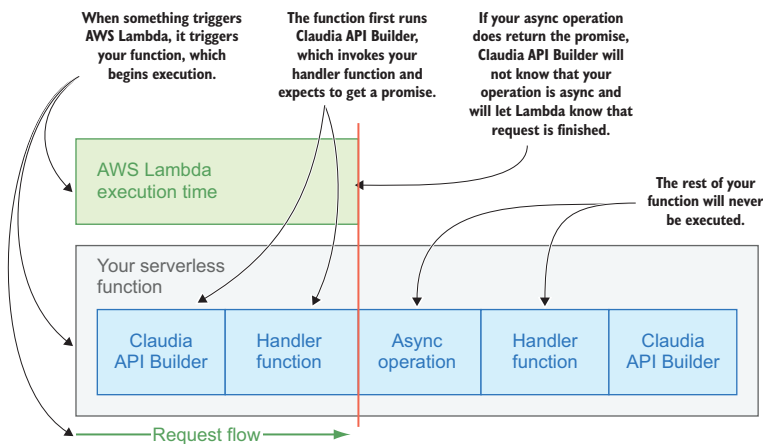 When something triggers
AWS Lambda, it triggers
your function, which
begins execution.
The function first runs
Claudia API Builder,
which invokes your
handler function and
expects to get a promise.
If your async operation
does return the promise,
Claudia API Builder will
not know that your
operation is async and
will let Lambda know that
request is finished.
AWS Lambda
execution time
The rest of your
function will never
be executed.
Your serverless
function
Claudia
API Builder
Handler
function
Async
operation
Handler
function
Claudia
API Builder
Request flow